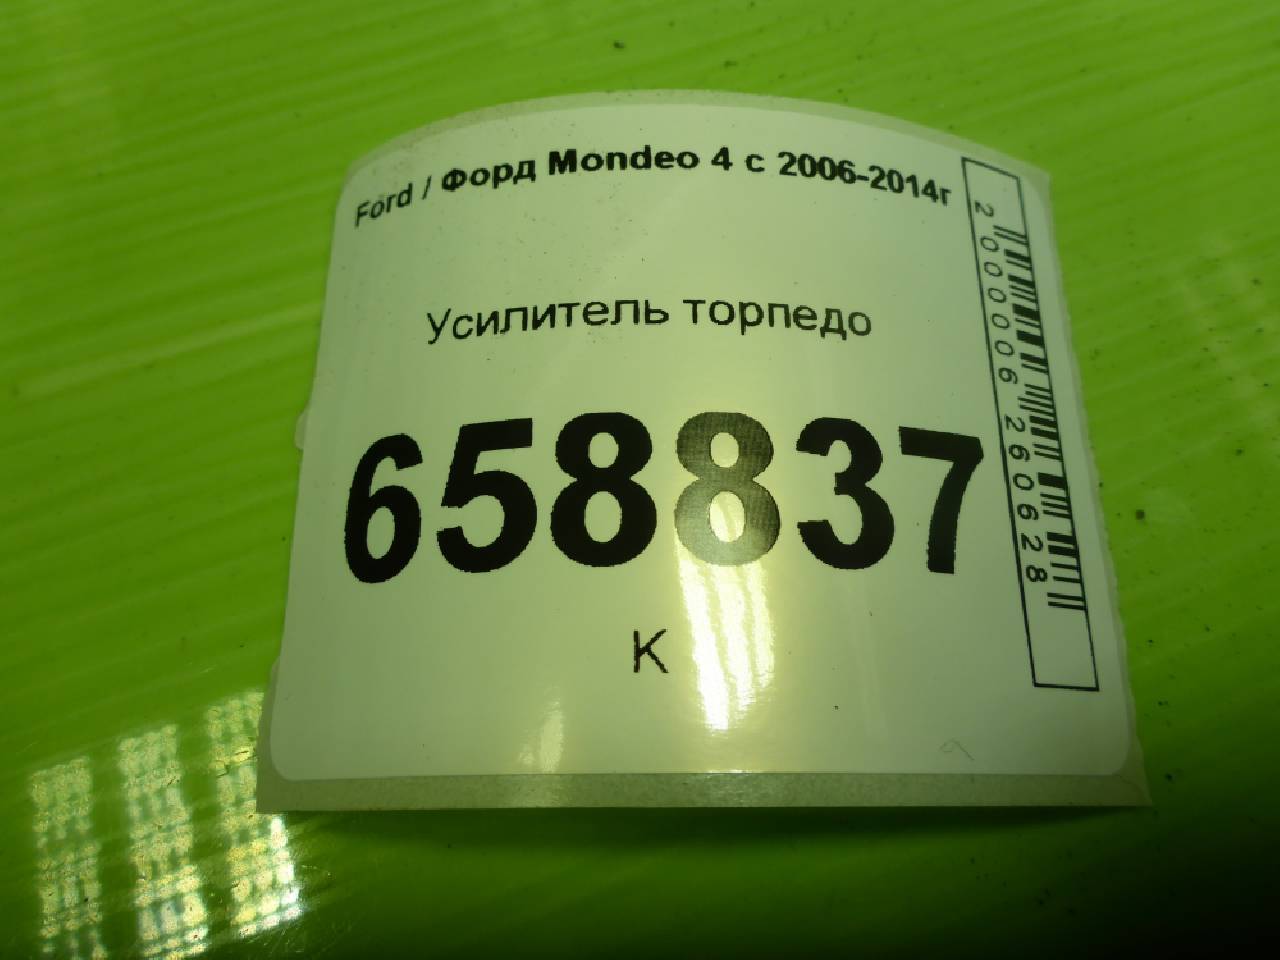 Ford / Форд Mondeo 4 с 2006-2014г
Усилитель торпедо
658837
К
2000006260628